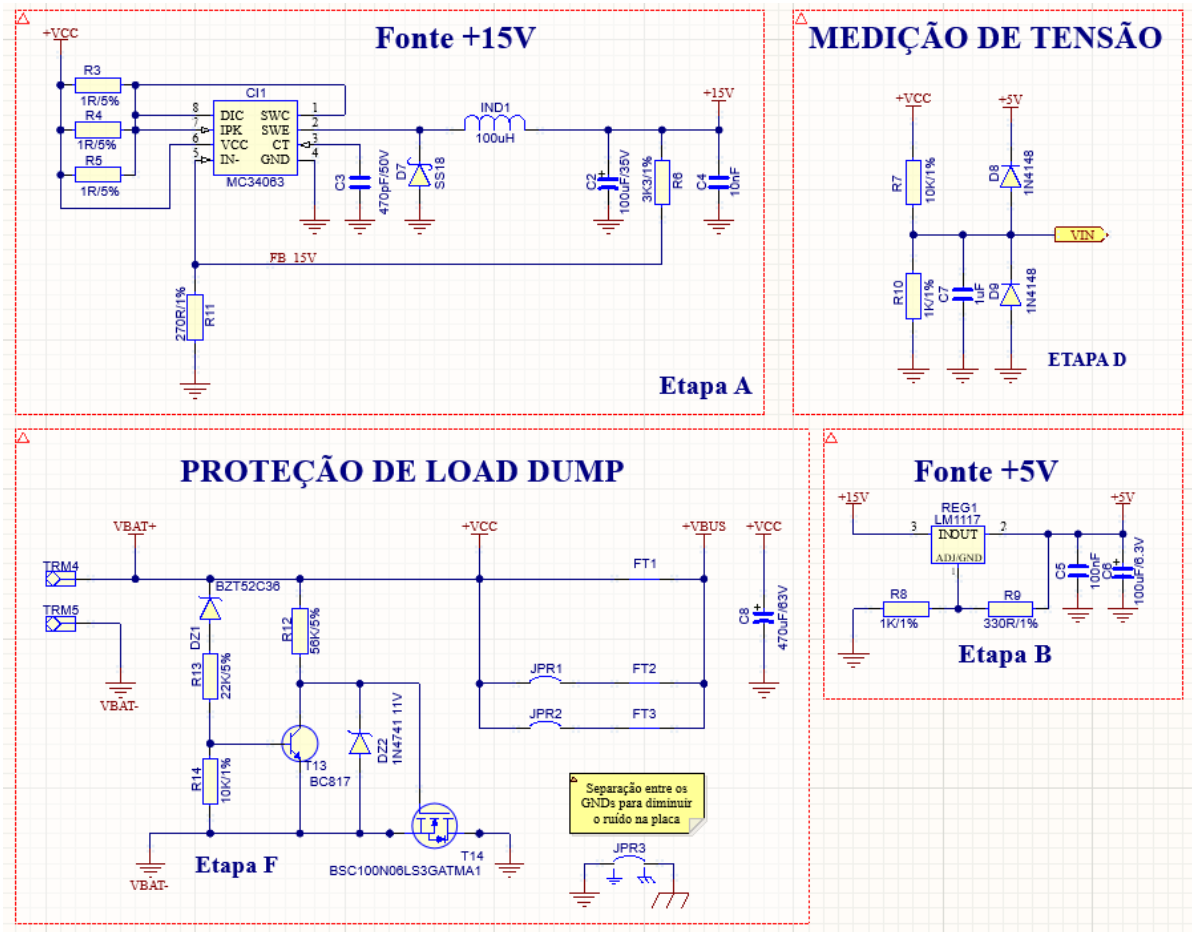 Fonte +15V
+VCC
R3
1R/5%
R4
1R/5%
R5
1R/5%
CI1
8 DIC SWC 1
7 IPK SWE 2
6 VCC CT 3
5 IN- GND 4
MC34063
C3
470pF/50V
D7
SS18
IND1
100uH
C2
100uF/35V
R6
3K3/1%
+15V
C4
10nF
FB_15V
R11
270R/1%
Etapa A
MEDIÇÃO DE TENSÃO
+VCC
+5V
R7
10K/1%
D8
1N4148
VIN
R10
1K/1%
C7
1uF
D9
1N4148
ETAPA D
PROTEÇÃO DE LOAD DUMP
VBAT+
+VCC
+VBUS
+VCC
TRM4
TRM5
VBAT-
BZT52C36
DZ1
R12
56K/5%
R13
22K/5%
R14
10K/1%
T13
BC817
DZ2
1N4741 11V
FT1
JPR1
FT2
JPR2
FT3
C8
470uF/63V
T14
BSC100N06LS3GATMA1
Etapa F
VBAT-
Separação entre os
GNDs para diminuir
o ruído na placa
JPR3
Fonte +5V
+15V
+5V
REG1
LM1117
3 IN OUT 2
ADJ/GND
1
R8
1K/1%
R9
330R/1%
C5
100nF
C6
100uF/6.3V
Etapa B